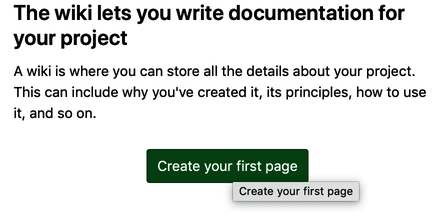 The wiki lets you write documentation for
your project
A wiki is where you can store all the details about your project.
This can include why you've created it, its principles, how to use
it, and so on.
Create your first page
Create your first page